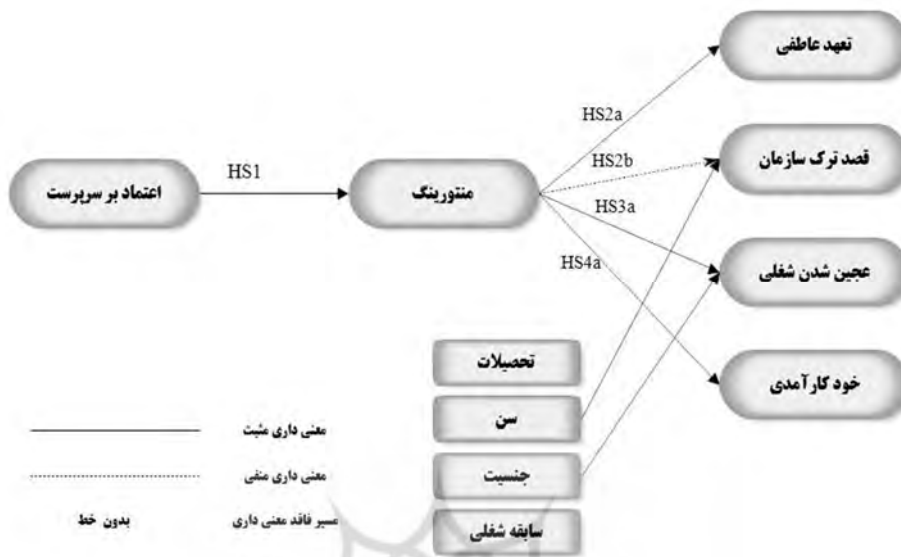 تعهد عاطفی
HS2a
قصد ترک سازمان
HS2b
HS1
اعتماد بر سرپرست
منتورینگ
HS3a
عجین شدن شغلی
HS4a
تحصیلات
خود کارآمدی
سن
معنی داری مثبت
جنسیت
معنی داری منفی
سابقه شغلی
مسیر فاقد معنی داری
بدون خط